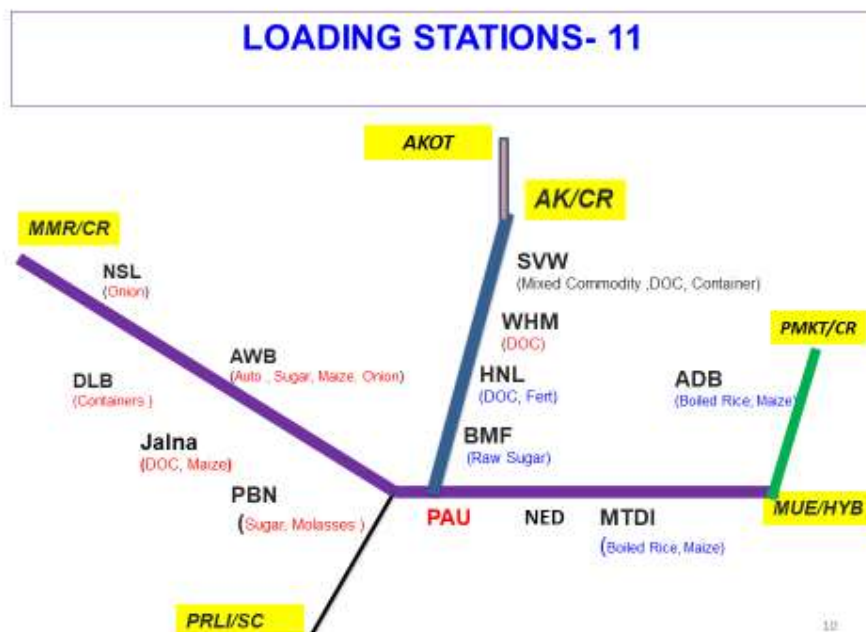 LOADING STATIONS- 11
AKOT
AK/CR
MMR/CR
NSL
(Onion)
SVW
(Mixed Commodity ,DOC, Container)
WHM
(DOC)
PMKT/CR
AWB
(Auto , Sugar, Maize. Onion)
DLB
(Containers )
HNL
(DOC, Fert)
ADB
(Boiled Rice, Maize)
Jalna
(DOC, Maize)
BMF
(Raw Sugar)
PBN
(Sugar, Molasses )
PAU
NED
MTDI
(Boiled Rice, Maize)
MUE/HYB
PRLI/SC
10